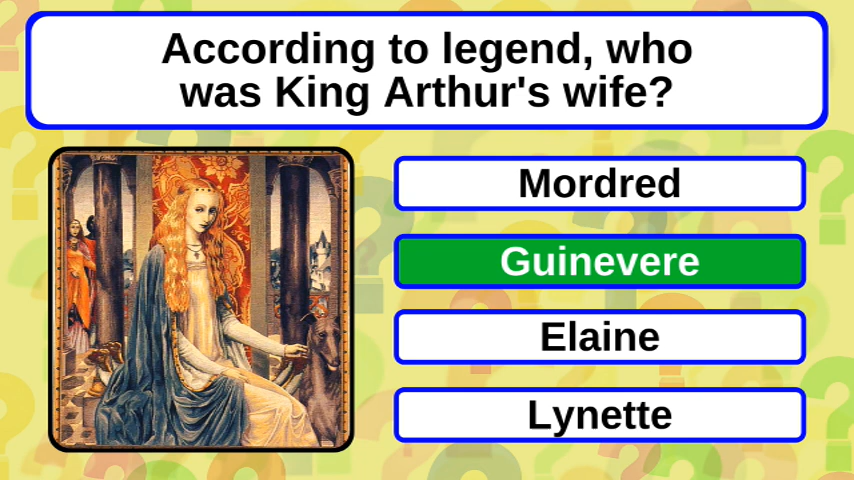 According to legend, who
was King Arthur's wife?
Mordred
Guinevere
Elaine
Lynette